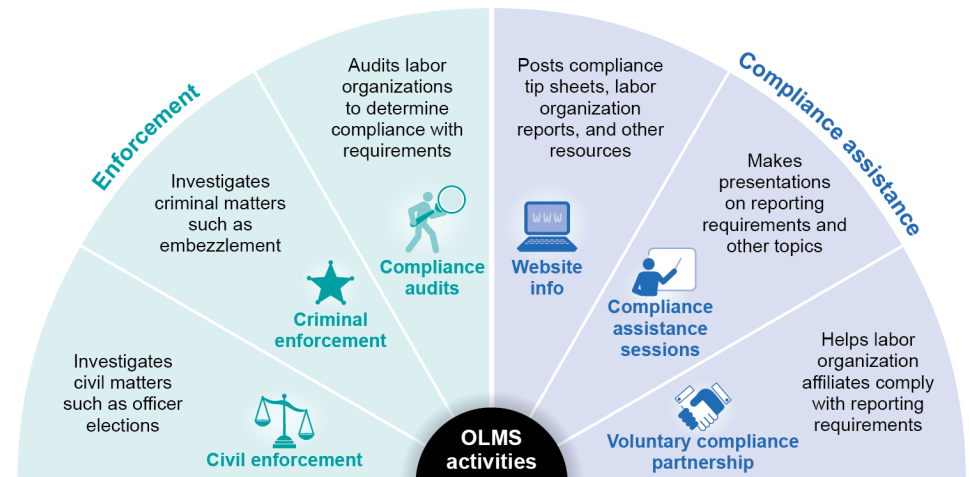 Enforcement
Investigates
civil matters
such as officer
elections
Civil enforcement
Investigates
criminal matters
such as
embezzlement
Criminal
enforcement
Audits labor
organizations
to determine
compliance with
requirements
Compliance
audits
Compliance assistance
Posts compliance
tip sheets, labor
organization
reports, and other
resources
WWW
Website
info
Makes
presentations
on reporting
requirements and
other topics
Compliance
assistance
sessions
Helps labor
organization
affiliates comply
with reporting
requirements
Voluntary compliance
partnership
OLMS
activities